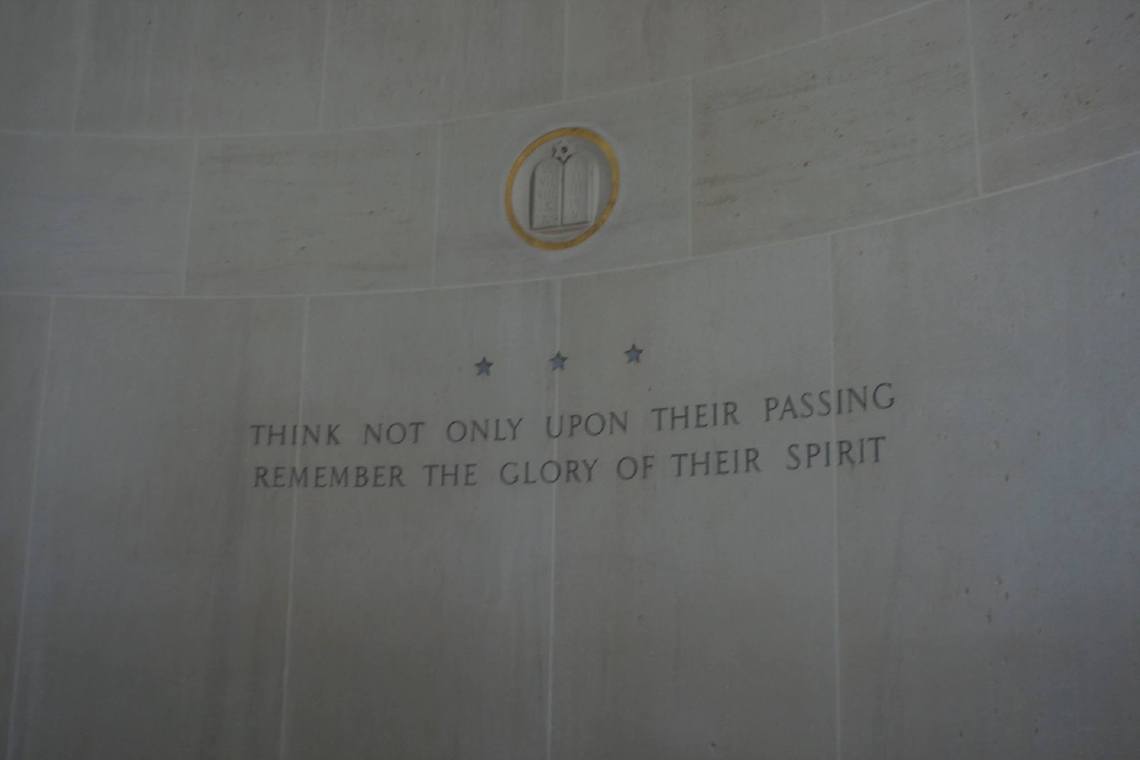 THINK NOT ONLY UPON THEIR PASSING
REMEMBER THE GLORY OF THEIR SPIRIT